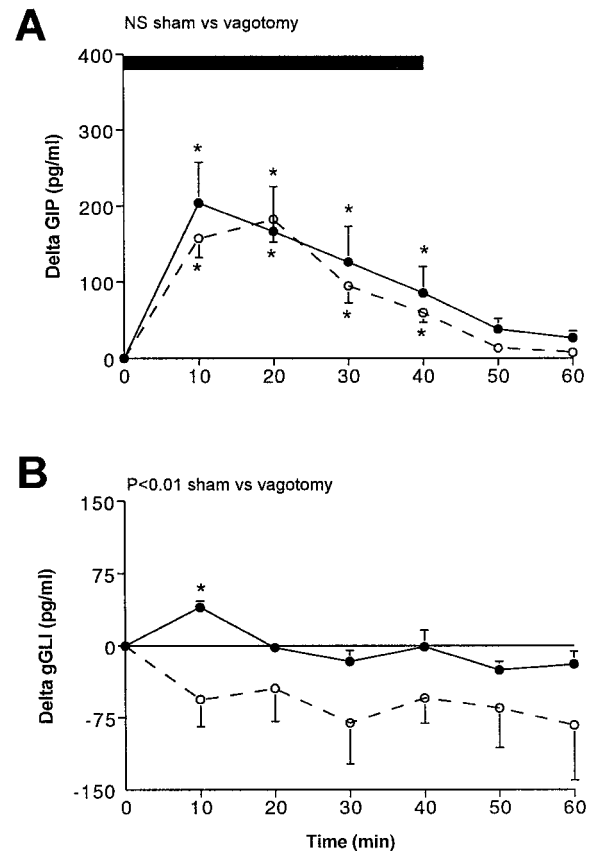 A
NS sham vs vagotomy
400
300
200
100
0
Delta GIP (pg/ml)
* * * *
* * * *
0 10 20 30 40 50 60
B
P<0.01 sham vs vagotomy
150
75
0
-75
-150
Delta gGLI (pg/ml)
*
0 10 20 30 40 50 60
Time (min)